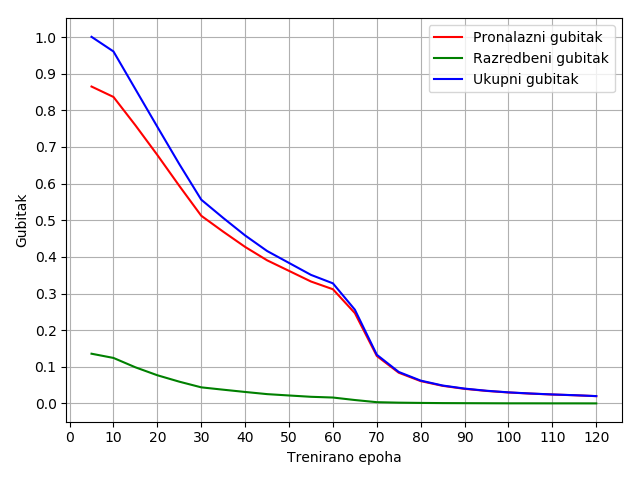 Pronalazni gubitak
Razredbeni gubitak
Ukupni gubitak
Gubitak
1.0
0.9
0.8
0.7
0.6
0.5
0.4
0.3
0.2
0.1
0.0
0 10 20 30 40 50 60 70 80 90 100 110 120
Trenirano epoha